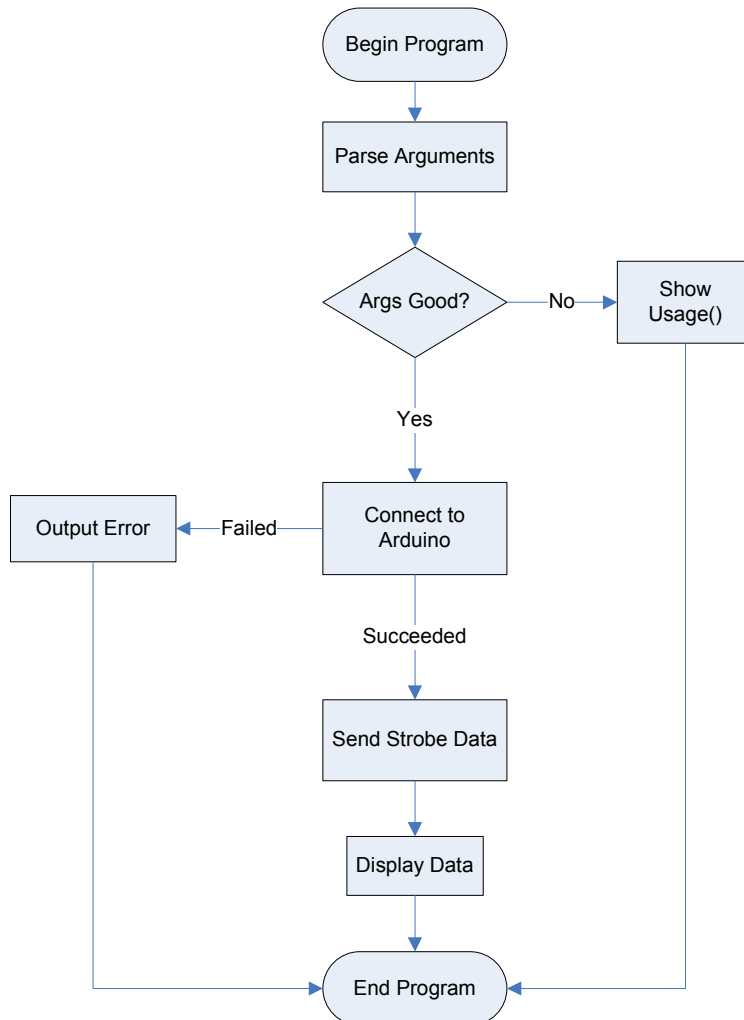 Begin Program
Parse Arguments
Args Good?
No
Show
Usage()
Yes
Output Error
Failed
Connect to
Arduino
Succeeded
Send Strobe Data
Display Data
End Program